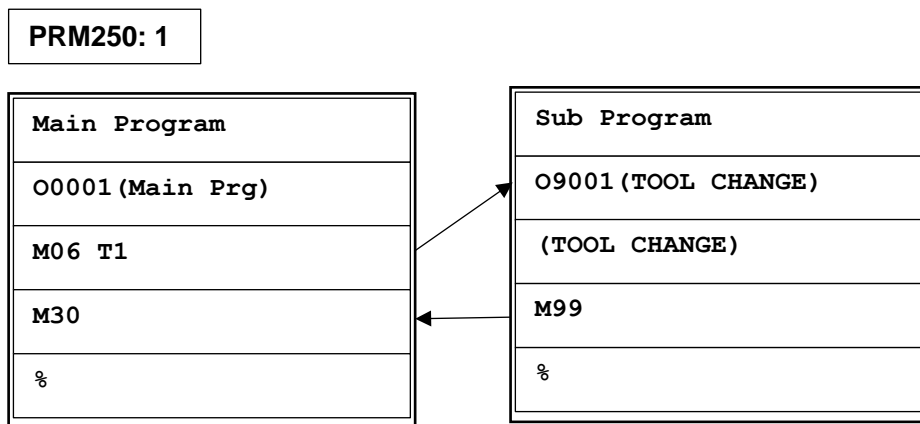 PRM250: 1
Main Program
O0001(Main Prg)
M06 T1
M30
%
Sub Program
O9001(TOOL CHANGE)
(TOOL CHANGE)
M99
%